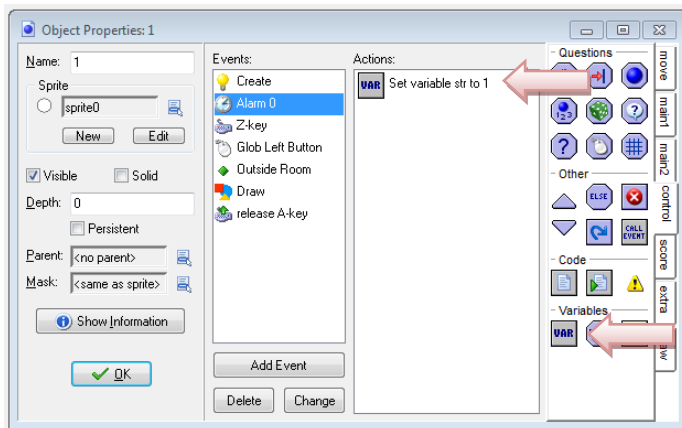 Object Properties: 1
Name: 1
Sprite
sprite0
New Edit
Visible Solid
Depth: 0
Persistent
Parent: <no parent>
Mask: <same as sprite>
Show Information
OK
Events:
Create
Alarm 0
Z-key
Glob Left Button
Outside Room
Draw
release A-key
Add Event
Delete Change
Actions:
VAR Set variable str to 1
Questions
123
?
Other
ELSE
CALL EVENT
Code
Variables
VAR
move
main1
main2
control
score
extra